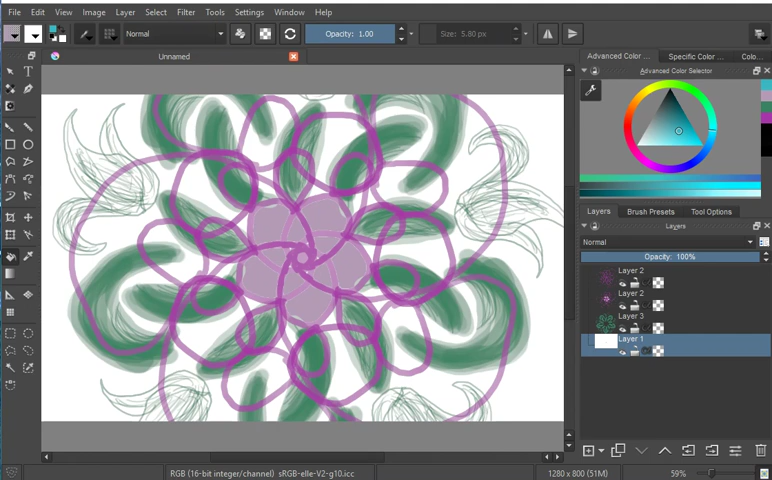 File Edit View Image Layer Select Filter Tools Settings Window Help
Normal Opacity: 1.00 Size: 5.80 px
Unnamed
Advanced Color ... Specific Color ... Colo...
Advanced Color Selector
Layers Brush Presets Tool Options
Layers
Normal
Opacity: 100%
Layer 2
Layer 2
Layer 3
Layer 1
RGB (16-bit integer/channel) sRGB-elle-V2-g10.icc 1280 x 800 (51M) 59%